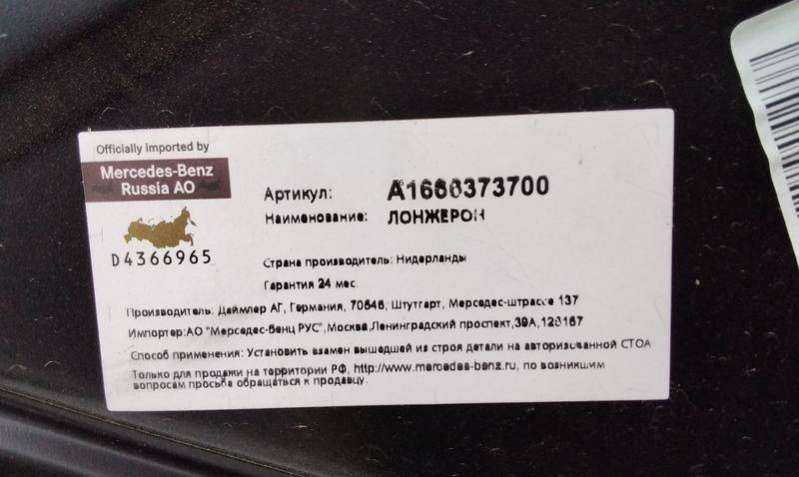 Officially imported by
Mercedes-Benz
Russia AO
D4366965
Артикул: A1666373700
Наименование: ЛОНЖЕРОН
Страна производитель: Нидерланды
Гарантия 24 мес.
Производитель: Даймлер АГ, Германия, 70546, Штутгарт, Мерседес-штрассе 137
Импортер:АО "Мерседес-Бенц РУС",Москва,Ленинградский проспект,39А,125167
Способ применения: Установить взамен вышедшей из строя детали на авторизованной СТОА
Только для продажи на территории РФ, http://www.mercedes-benz.ru, по возникшим
вопросам просьба обращаться к продавцу.